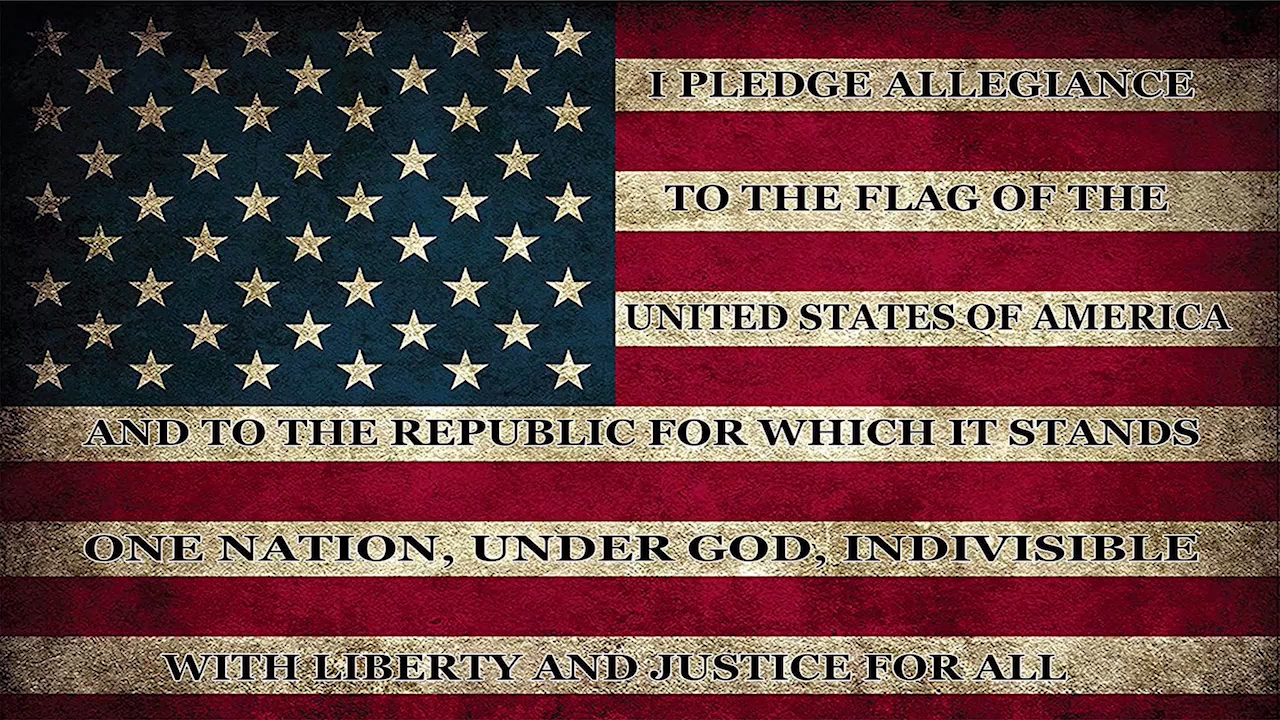 I PLEDGE ALLEGIANCE
TO THE FLAG OF THE
UNITED STATES OF AMERICA
AND TO THE REPUBLIC FOR WHICH IT STANDS
ONE NATION, UNDER GOD, INDIVISIBLE
WITH LIBERTY AND JUSTICE FOR ALL